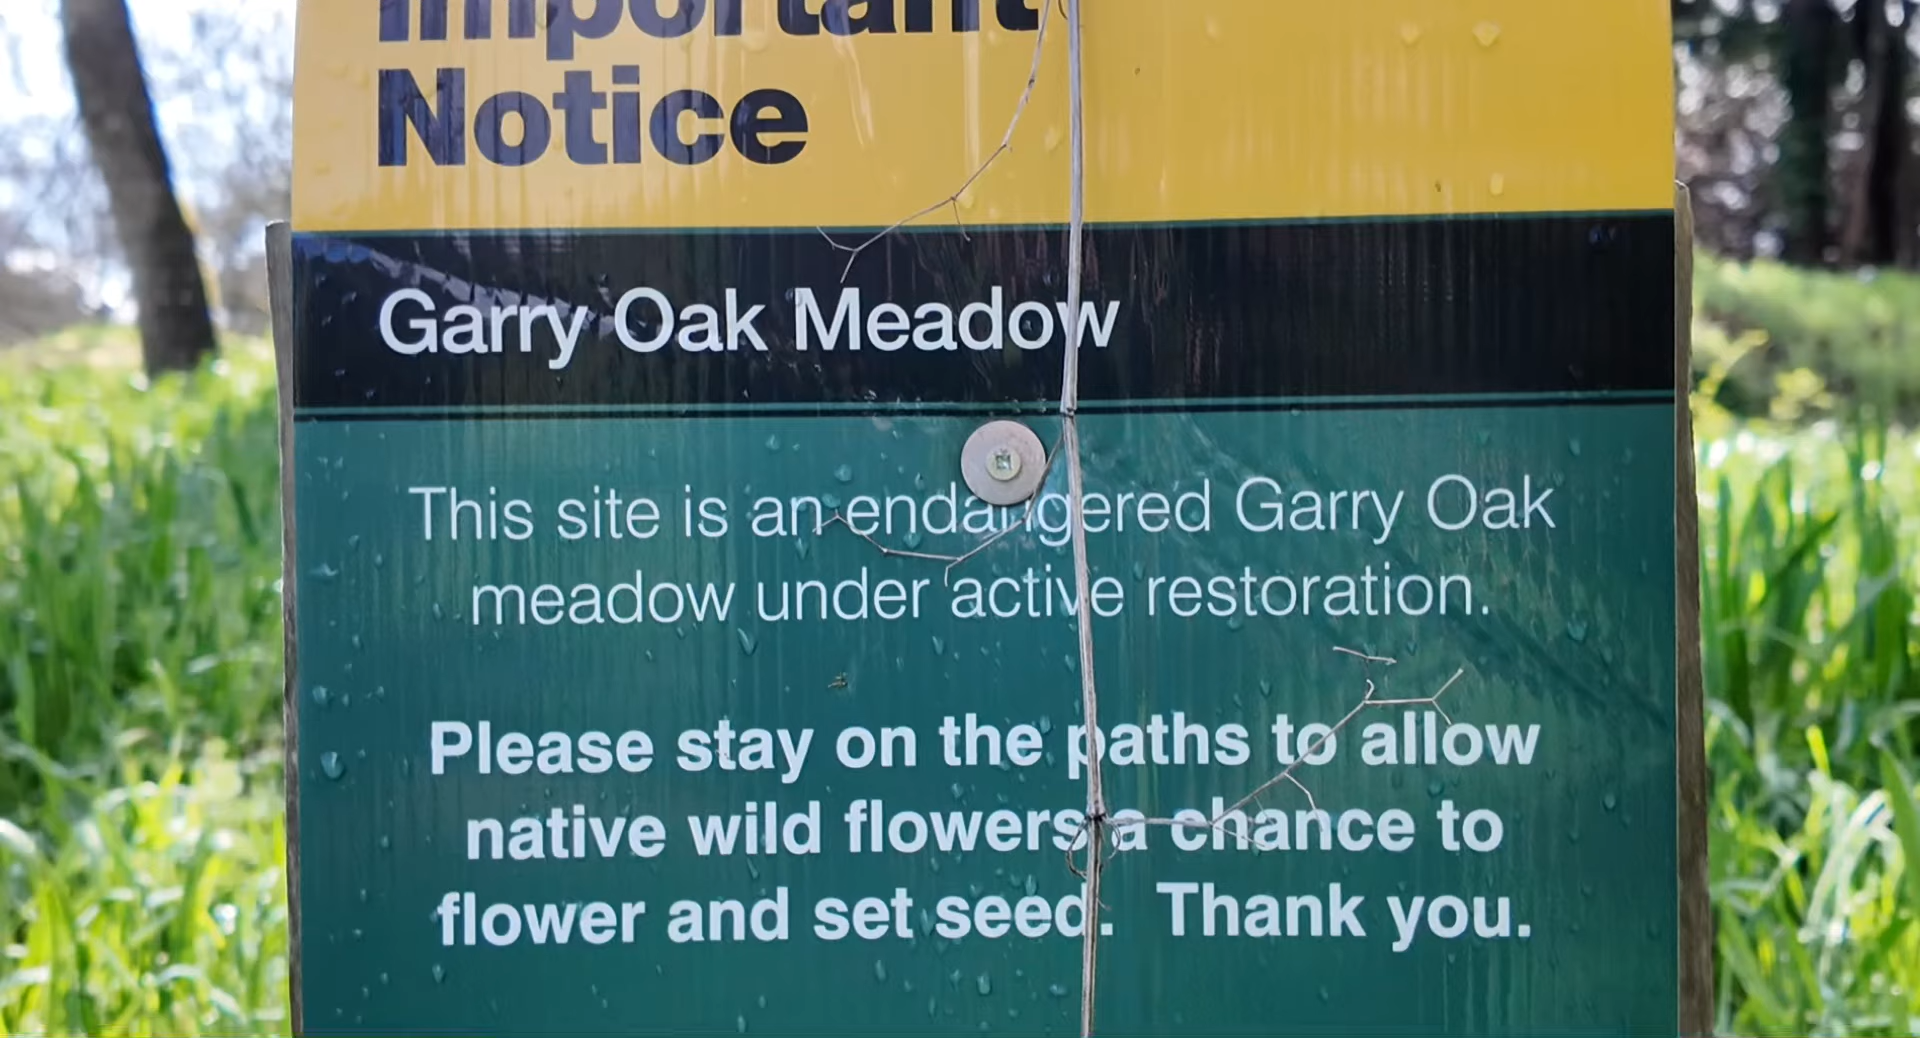 Important
Notice
Garry Oak Meadow
This site is an endangered Garry Oak
meadow under active restoration.
Please stay on the paths to allow
native wild flowers a chance to
flower and set seed. Thank you.